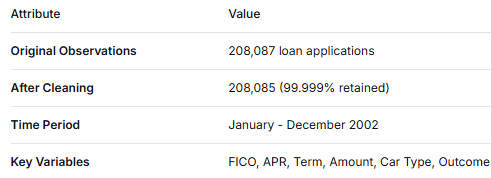 Attribute Value
Original Observations 208,087 loan applications
After Cleaning 208,085 (99.999% retained)
Time Period January - December 2002
Key Variables FICO, APR, Term, Amount, Car Type, Outcome